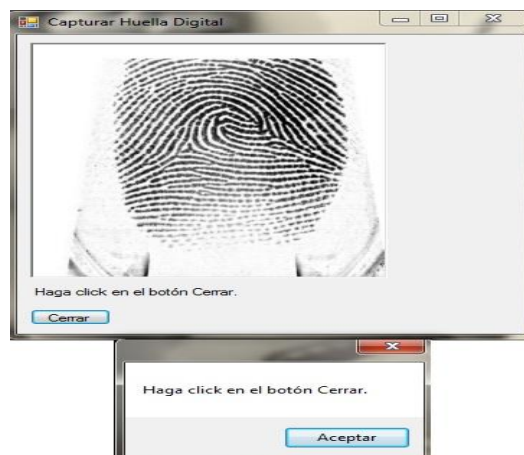 Capturar Huella Digital
Haga click en el botón Cerrar.
Cerrar
Haga click en el botón Cerrar.
Aceptar